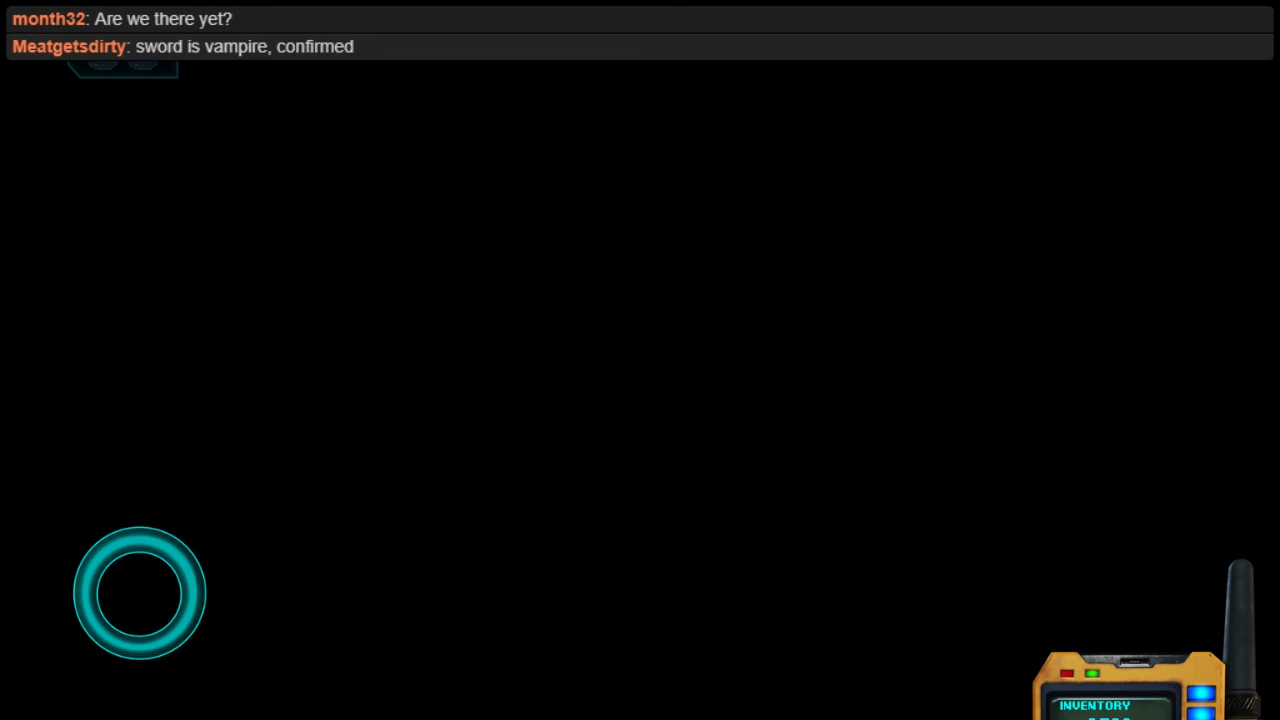 month32: Are we there yet?
Meatgetsdirty: sword is vampire, confirmed
INVENTORY